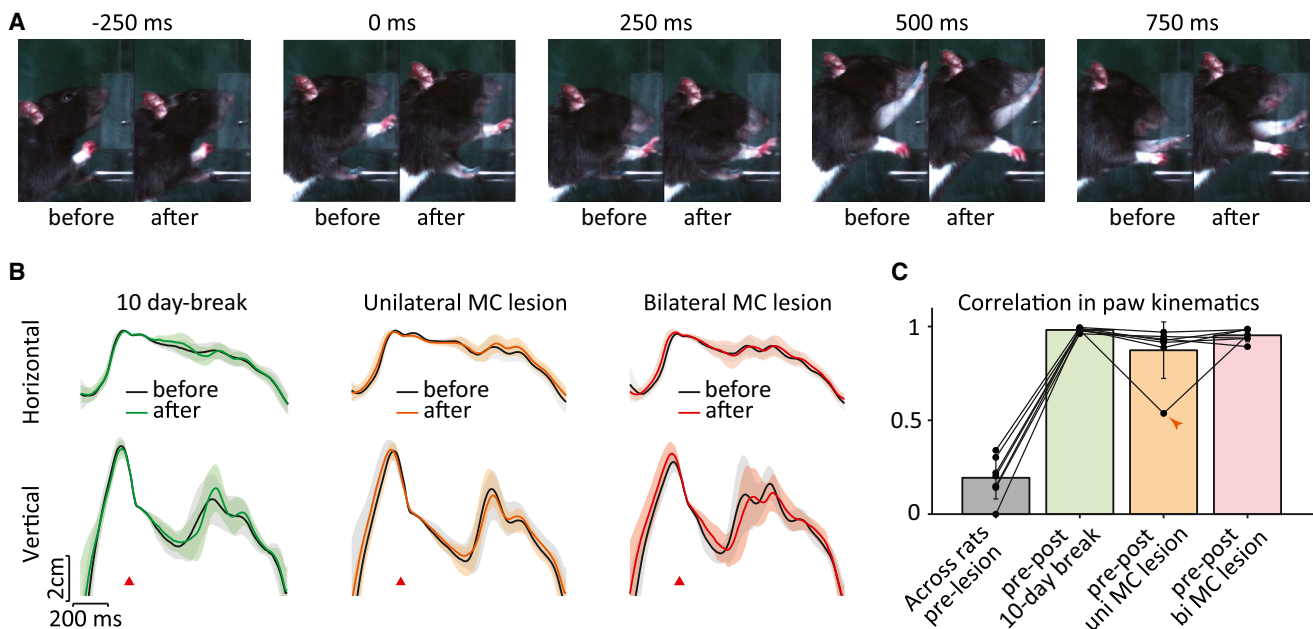 A
-250 ms
0 ms
250 ms
500 ms
750 ms
before after
before after
before after
before after
before after
B
10 day-break
Unilateral MC lesion
Bilateral MC lesion
Horizontal
before
after
before
after
before
after
Vertical
2cm
200 ms
C
Correlation in paw kinematics
1
0.5
0
Across rats
pre-lesion
pre-post
10-day break
pre-post
uni MC lesion
pre-post
bi MC lesion